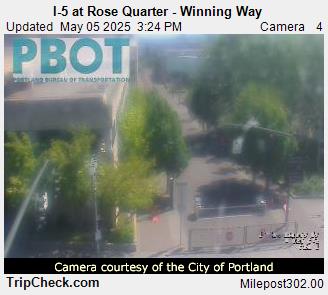 I-5 at Rose Quarter - Winning Way
Updated May 05 2025 3:24 PM Camera 4
PBOT
PORTLAND BUREAU OF TRANSPORTATION
Camera courtesy of the City of Portland
TripCheck.com Milepost302.00